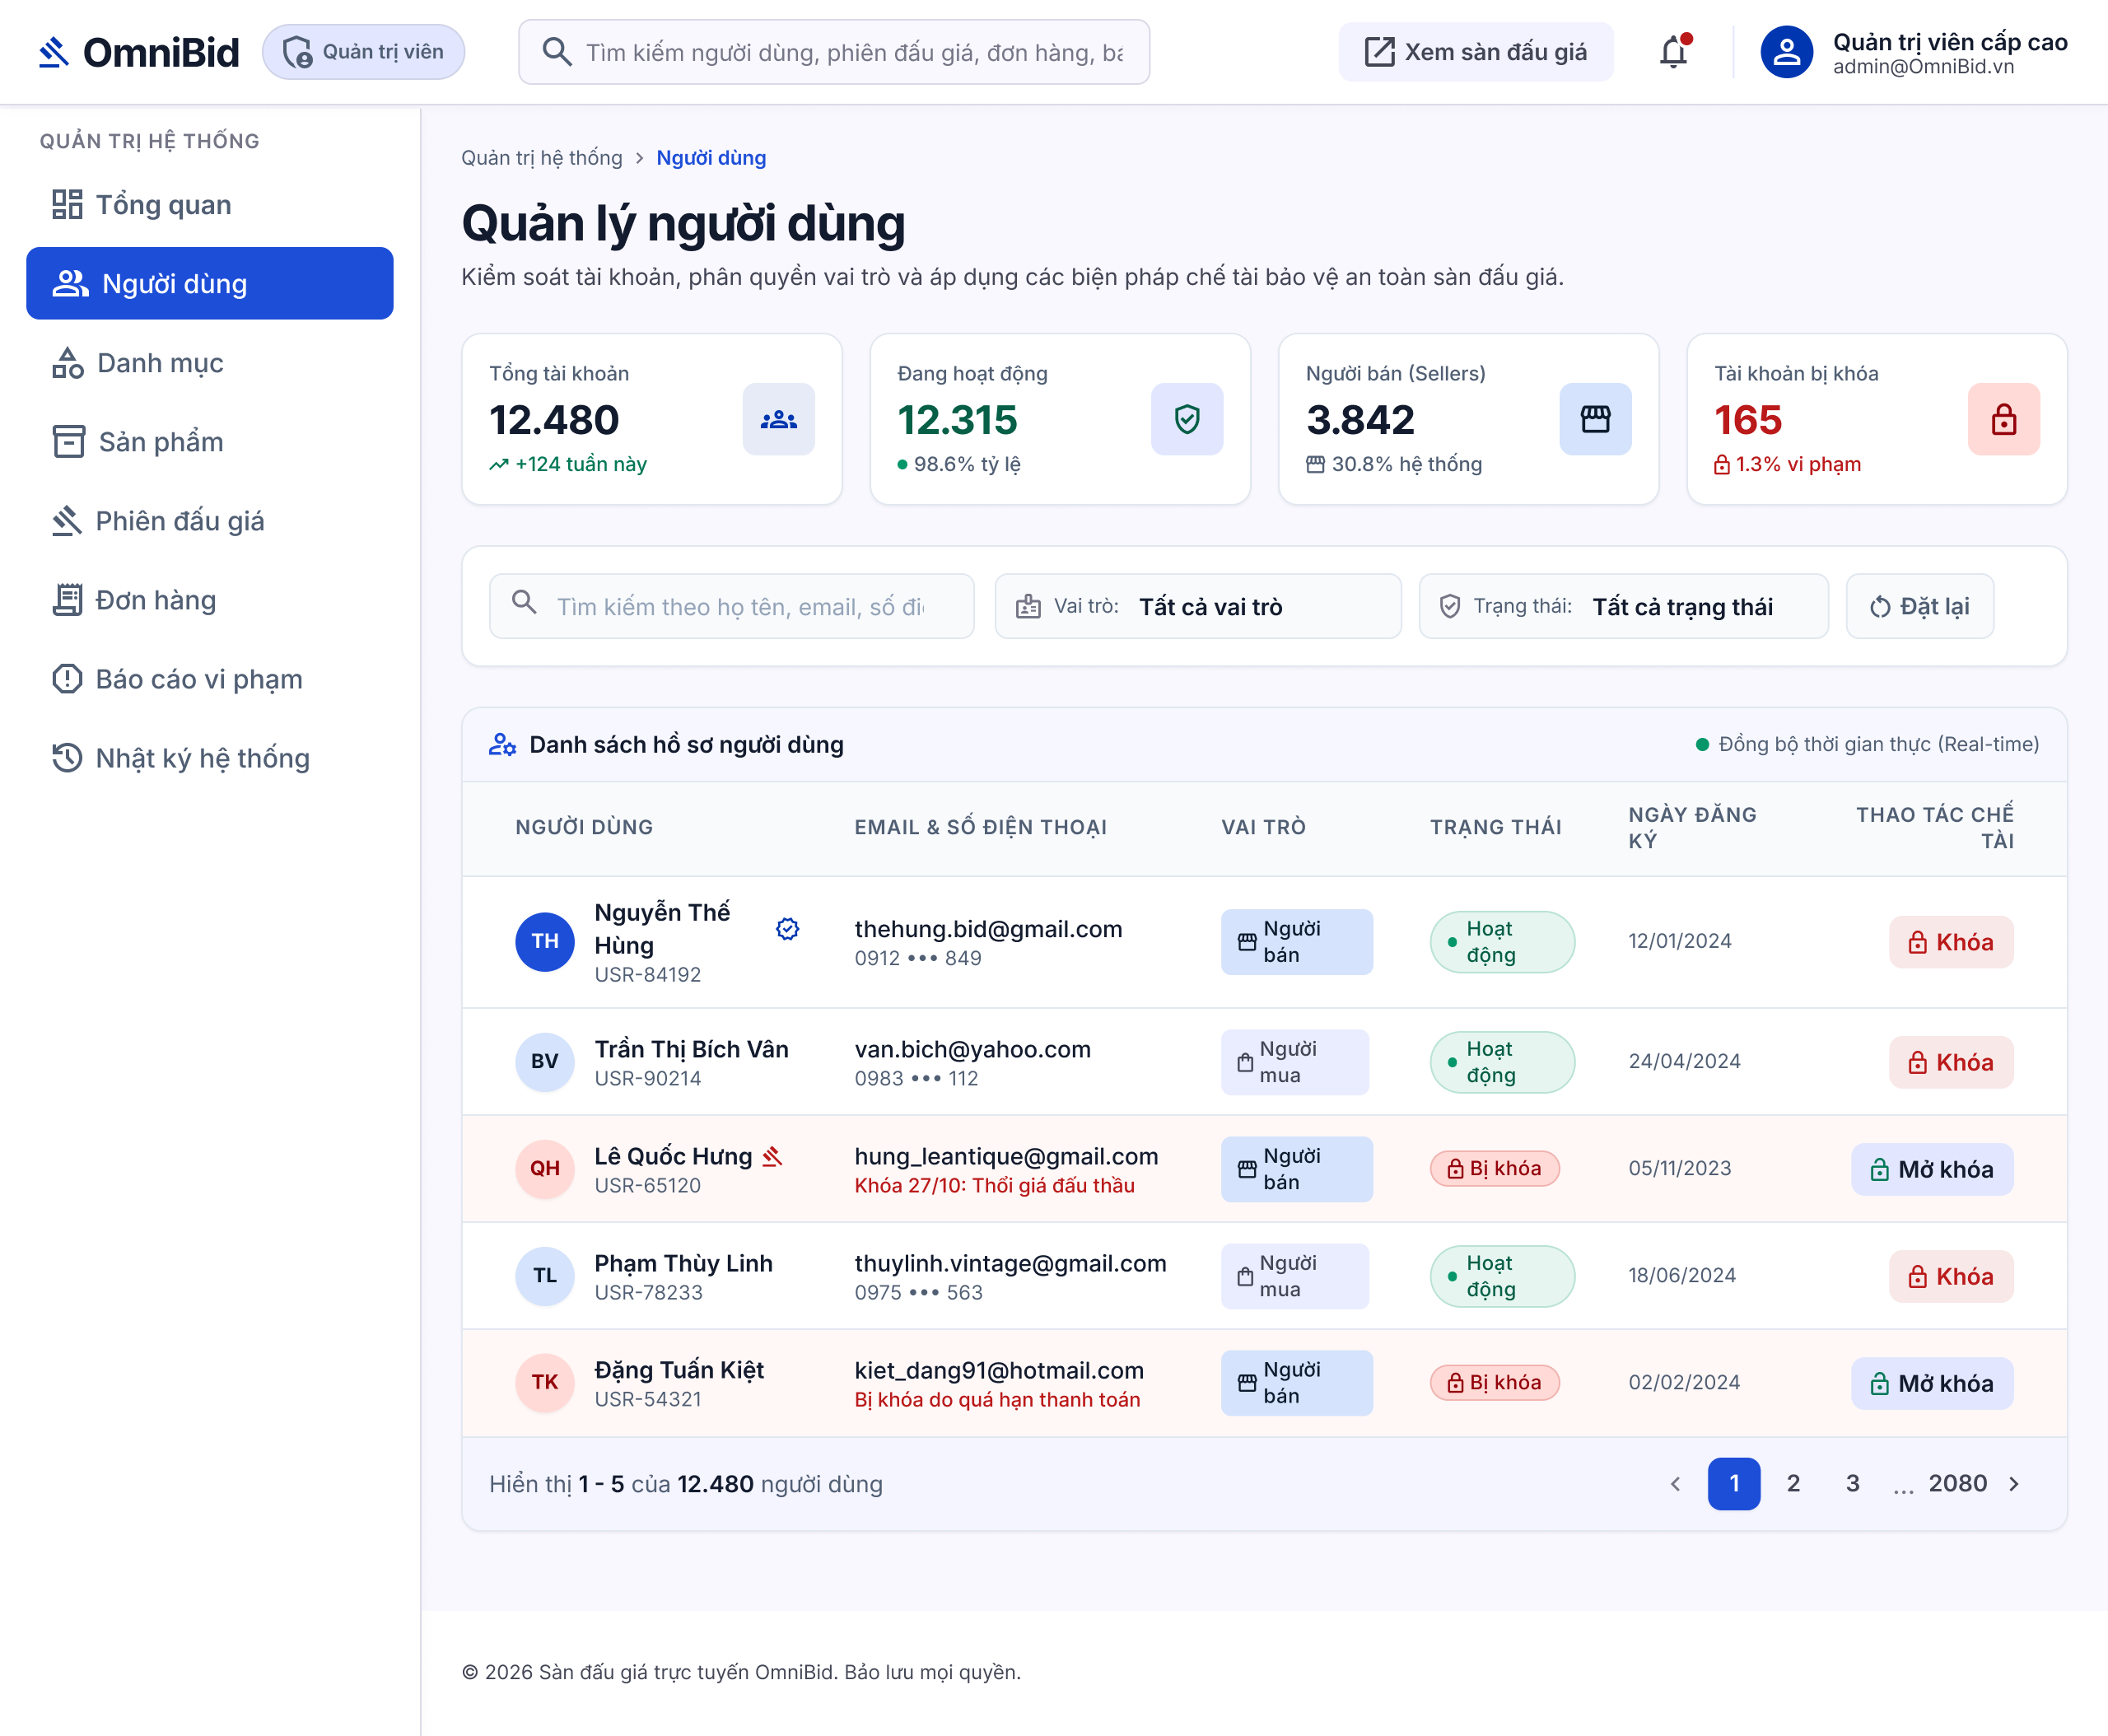 OmniBid
Quản trị viên
Tìm kiếm người dùng, phiên đấu giá, đơn hàng,
Xem sàn đấu giá
Quản trị viên cấp cao
admin@OmniBid.vn
QUẢN TRỊ HỆ THỐNG
Tổng quan
Người dùng
Danh mục
Sản phẩm
Phiên đấu giá
Đơn hàng
Báo cáo vi phạm
Nhật ký hệ thống
Quản trị hệ thống > Người dùng
Quản lý người dùng
Kiểm soát tài khoản, phân quyền vai trò và áp dụng các biện pháp chế tài bảo vệ an toàn sàn đấu giá.
Tổng tài khoản
12.480
+124 tuần này
Đang hoạt động
12.315
98.6% tỷ lệ
Người bán (Sellers)
3.842
30.8% hệ thống
Tài khoản bị khóa
165
1.3% vi phạm
Tìm kiếm theo họ tên, email, số
Vai trò: Tất cả vai trò
Trạng thái: Tất cả trạng thái
Đặt lại
Danh sách hồ sơ người dùng
Đồng bộ thời gian thực (Real-time)
NGƯỜI DÙNG
EMAIL & SỐ ĐIỆN THOẠI
VAI TRÒ
TRẠNG THÁI
NGÀY ĐĂNG
KÝ
THAO TÁC CHẾ
TÀI
TH
Nguyễn Thế
Hùng
USR-84192
thehung.bid@gmail.com
0912 ••• 849
Người
bán
Hoạt
động
12/01/2024
Khóa
BV
Trần Thị Bích Vân
USR-90214
van.bich@yahoo.com
0983 ••• 112
Người
mua
Hoạt
động
24/04/2024
Khóa
QH
Lê Quốc Hưng
USR-65120
hung_leantique@gmail.com
Khóa 27/10: Thổi giá đấu thầu
Người
bán
Bị khóa
05/11/2023
Mở khóa
TL
Phạm Thùy Linh
USR-78233
thuylinh.vintage@gmail.com
0975 ••• 563
Người
mua
Hoạt
động
18/06/2024
Khóa
TK
Đặng Tuấn Kiệt
USR-54321
kiet_dang91@hotmail.com
Bị khóa do quá hạn thanh toán
Người
bán
Bị khóa
02/02/2024
Mở khóa
Hiển thị 1 - 5 của 12.480 người dùng
1 2 3 ... 2080
© 2026 Sàn đấu giá trực tuyến OmniBid. Bảo lưu mọi quyền.